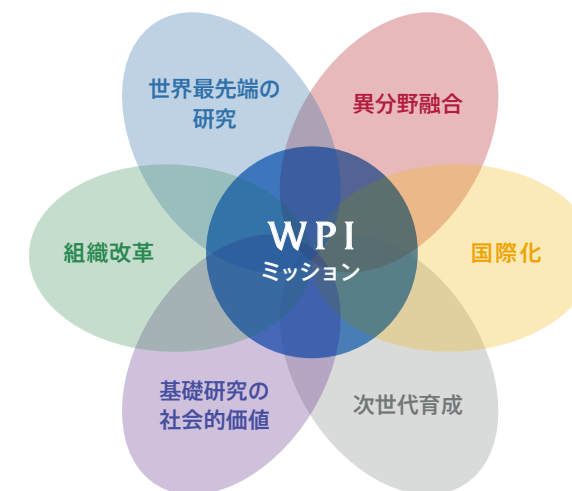 世界最先端の
研究
異分野融合
組織改革
WPI
ミッション
国際化
基礎研究の
社会的価値
次世代育成